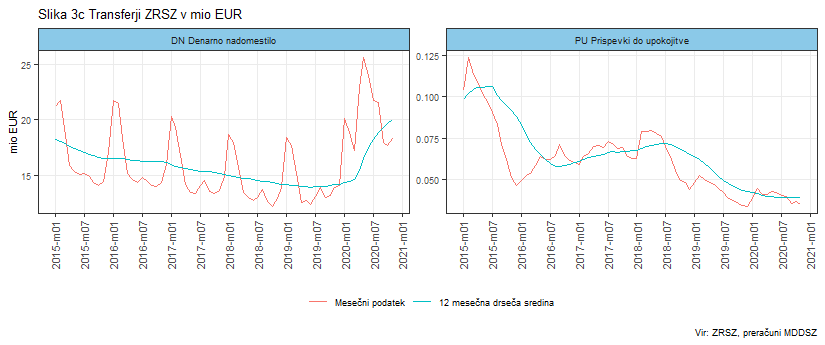 Slika 3c Transferji ZRSZ v mio EUR
DN Denarno nadomestilo
PU Prispevki do upokojitve
mio EUR
25
20
15
0.125
0.100
0.075
0.050
2015-m01
2015-m07
2016-m01
2016-m07
2017-m01
2017-m07
2018-m01
2018-m07
2019-m01
2019-m07
2020-m01
2020-m07
2021-m01
2015-m01
2015-m07
2016-m01
2016-m07
2017-m01
2017-m07
2018-m01
2018-m07
2019-m01
2019-m07
2020-m01
2020-m07
2021-m01
Mesečni podatek
12 mesečna drseča sredina
Vir: ZRSZ, preračuni MDDSZ